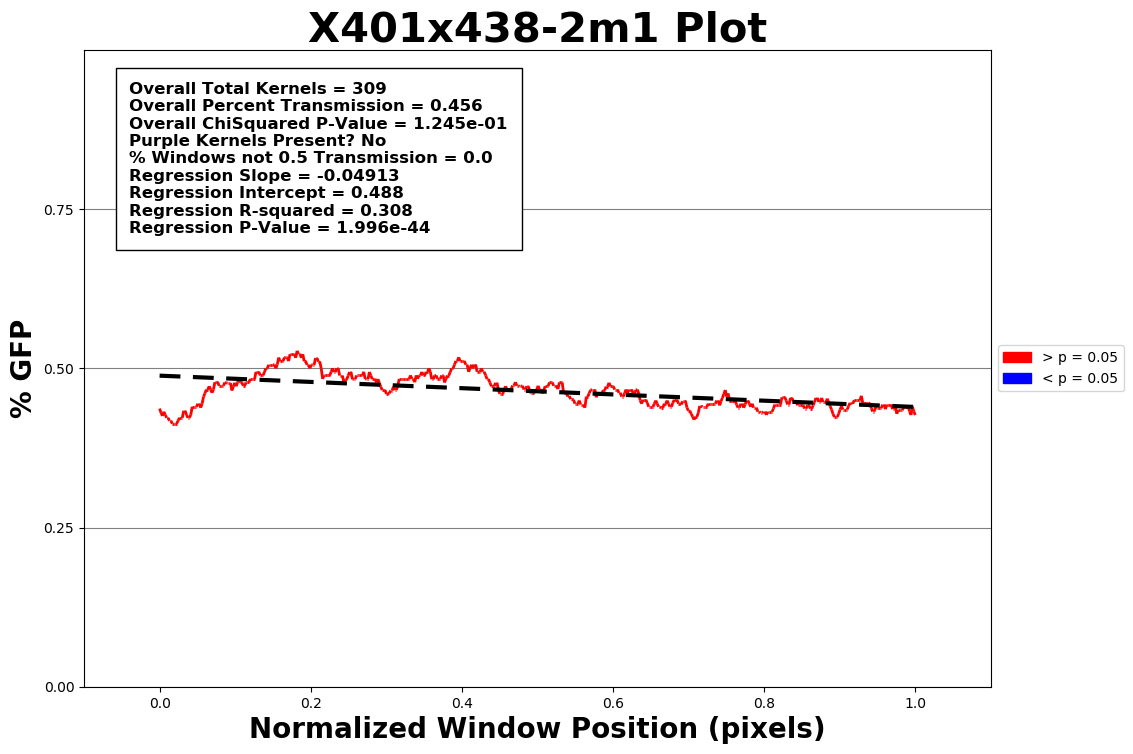 X401x438-2m1 Plot
Overall Total Kernels = 309
Overall Percent Transmission = 0.456
Overall ChiSquared P-Value = 1.245e-01
Purple Kernels Present? No
% Windows not 0.5 Transmission = 0.0
Regression Slope = -0.04913
Regression Intercept = 0.488
Regression R-squared = 0.308
Regression P-Value = 1.996e-44
% GFP
0.75
0.50
0.25
0.00
> p = 0.05
< p = 0.05
0.0 0.2 0.4 0.6 0.8 1.0
Normalized Window Position (pixels)